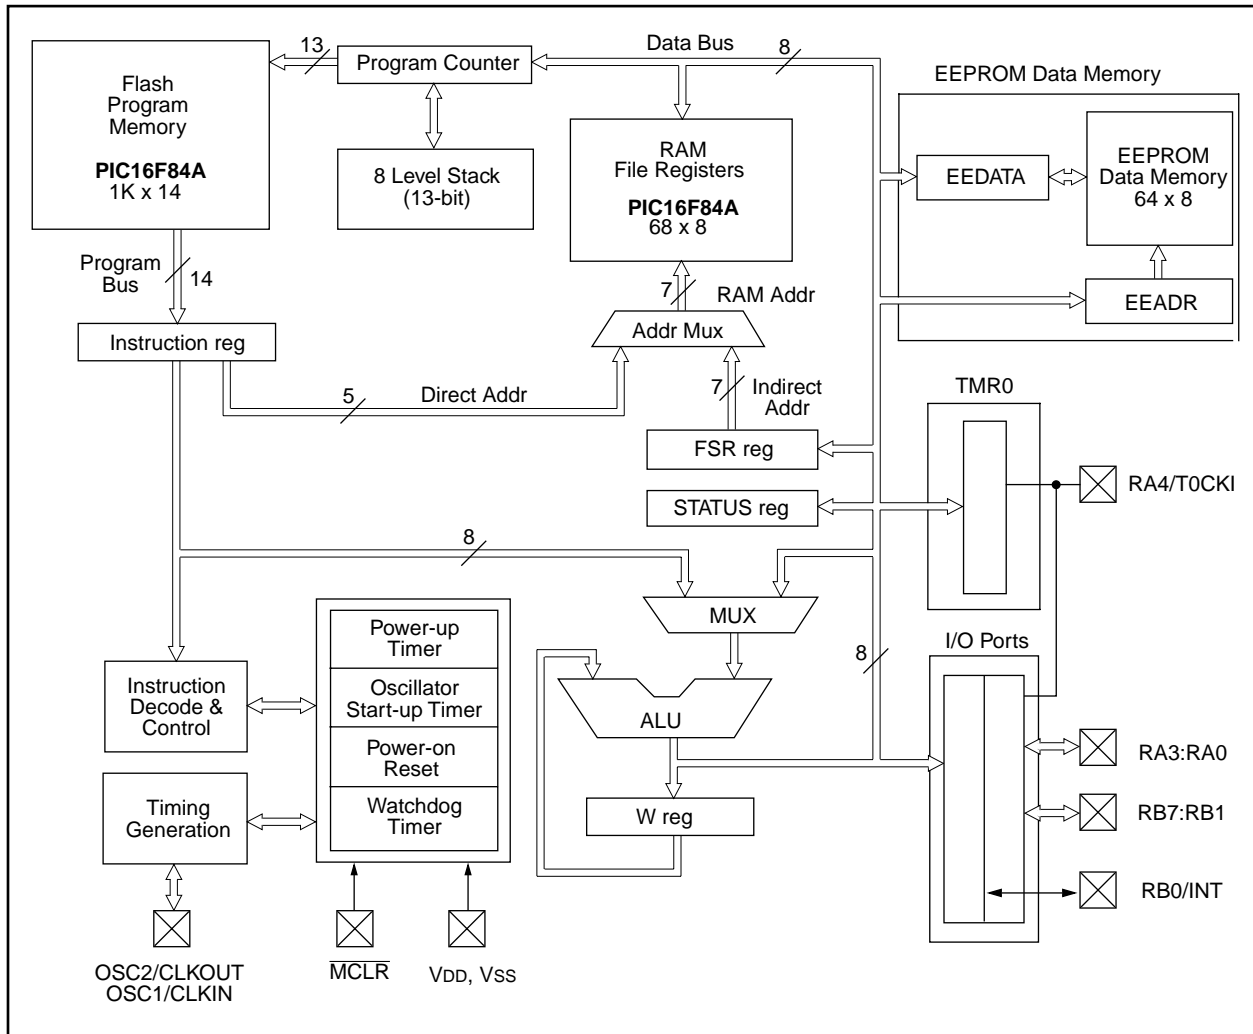 13
Program Counter
Data Bus
8
EEPROM Data Memory
Flash
Program
Memory
PIC16F84A
1K x 14
8 Level Stack
(13-bit)
RAM
File Registers
PIC16F84A
68 x 8
EEDATA
EEPROM
Data Memory
64 x 8
EEADR
Program
Bus
14
7
RAM Addr
Addr Mux
Instruction reg
5
Direct Addr
7
Indirect
Addr
FSR reg
STATUS reg
TMR0
RA4/T0CKI
8
MUX
I/O Ports
8
Power-up
Timer
Oscillator
Start-up Timer
Power-on
Reset
Watchdog
Timer
Instruction
Decode &
Control
Timing
Generation
ALU
W reg
RA3:RA0
RB7:RB1
RB0/INT
OSC2/CLKOUT
OSC1/CLKIN
MCLR
VDD, VSS